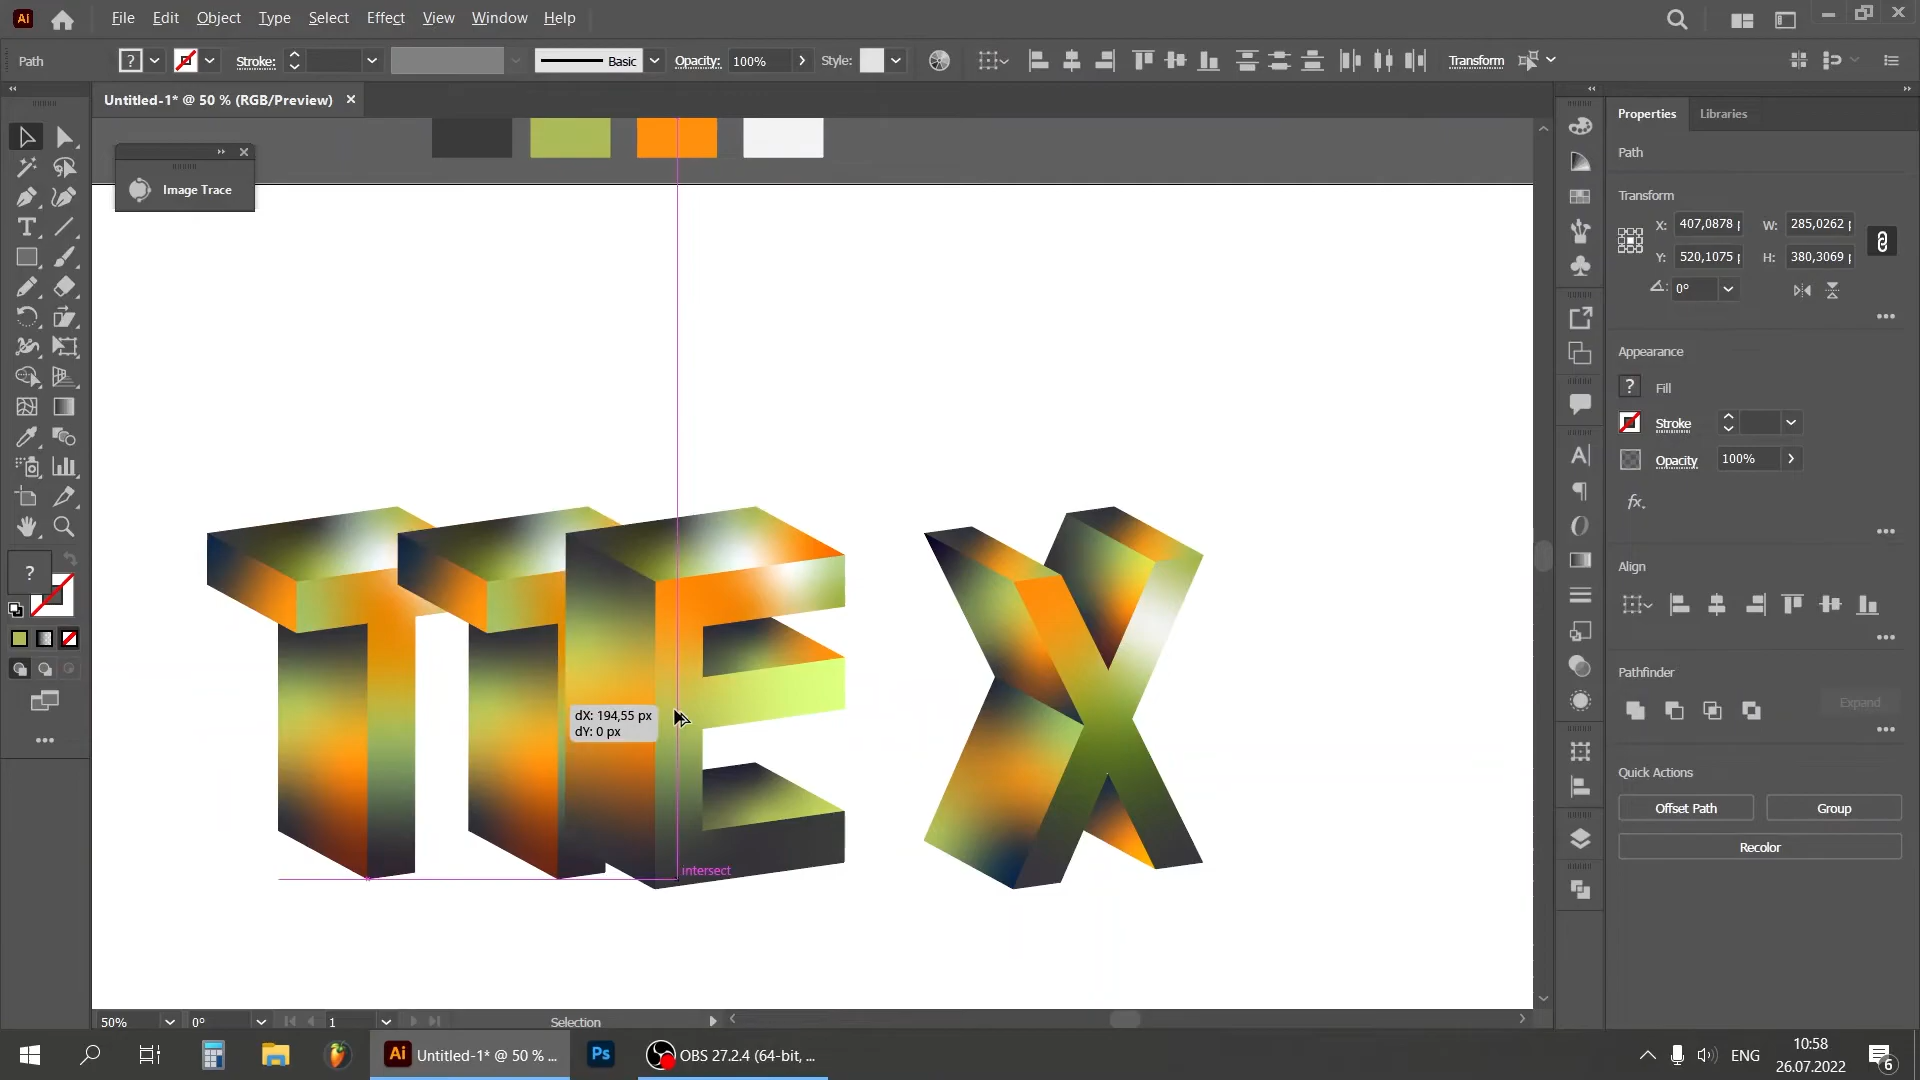 Ai File Edit Object Type Select Effect View Window Help
Path ? Stroke: Basic Opacity: 100% Style: Transform
Untitled-1* @ 50 % (RGB/Preview)
Properties Libraries
Image Trace
Path
Transform
X: 407,0878 W: 285,0262
Y: 520,1075 H: 380,3069
0°
Appearance
? Fill
Stroke
Opacity 100%
fx.
Align
Pathfinder
Expand
Quick Actions
Offset Path Group
Recolor
T T E X
dX: 194,55 px
dY: 0 px
intersect
?
50% 0° 1 Selection
Ai Untitled-1* @ 50 % ... Ps OBS 27.2.4 (64-bit, ...
ENG
10:58
26.07.2022
6